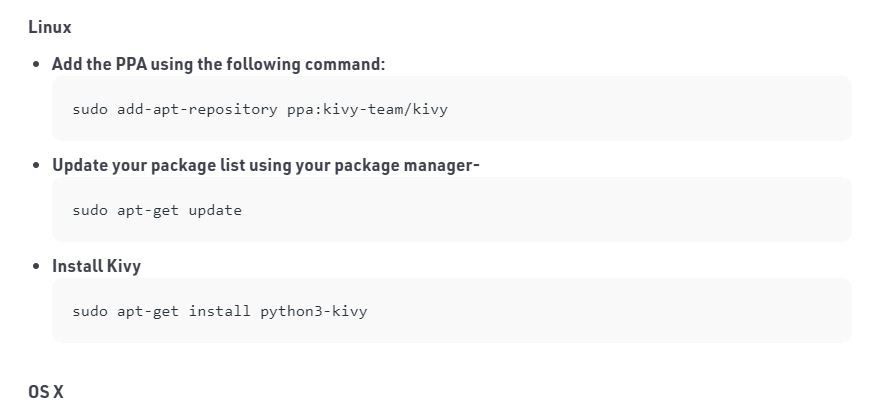 Linux
Add the PPA using the following command:
sudo add-apt-repository ppa:kivy-team/kivy
Update your package list using your package manager-
sudo apt-get update
Install Kivy
sudo apt-get install python3-kivy
OS X